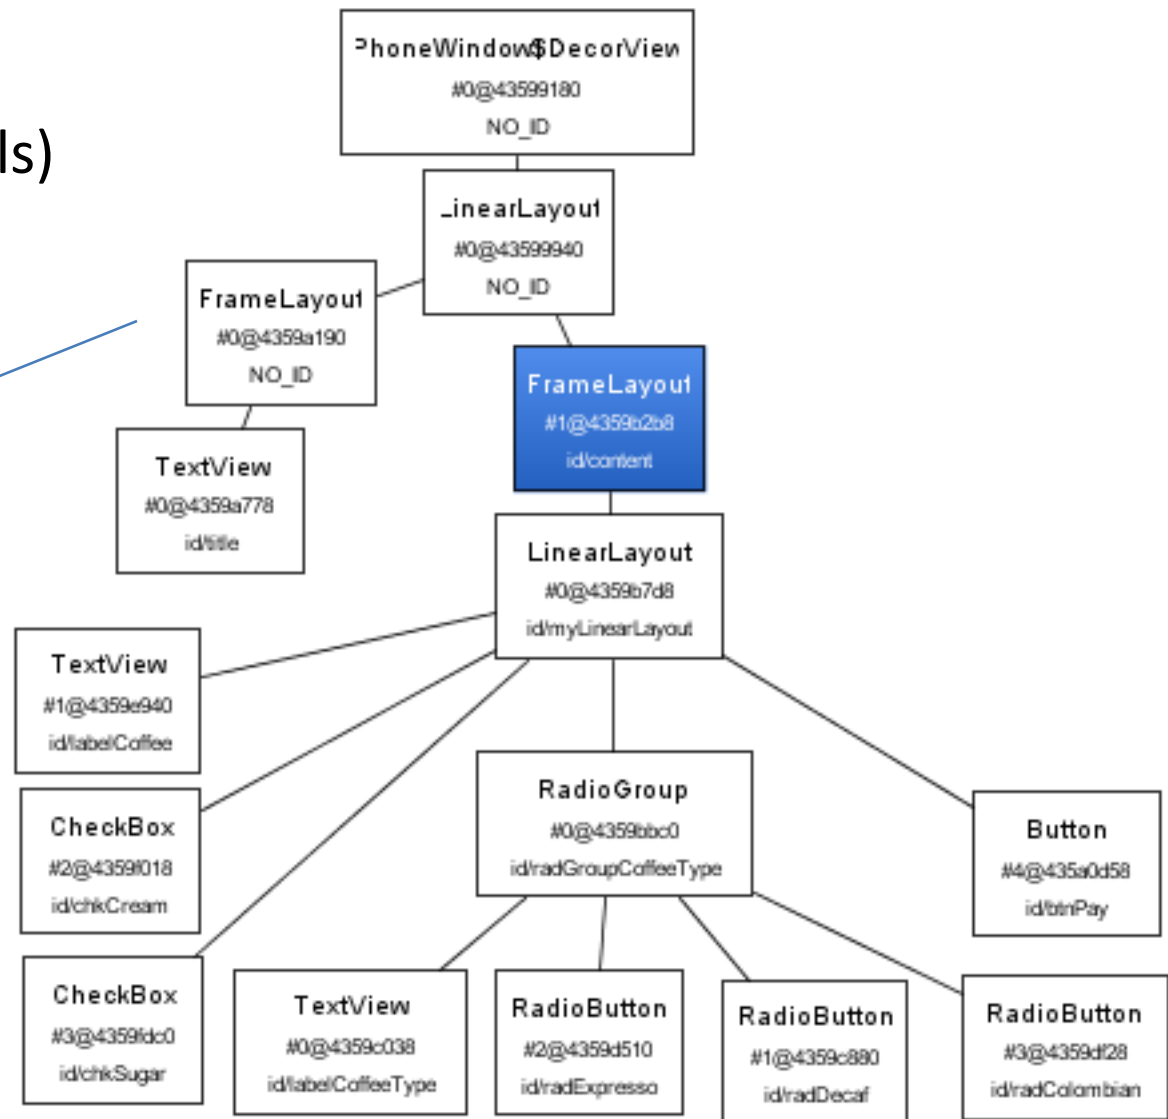 PhoneWindow$DecorView
#0@43599180
NO_ID
ls)
LinearLayout
#0@43599940
NO_ID
FrameLayout
#0@4359a190
NO_ID
FrameLayout
#1@4359b2b8
id/content
TextView
#0@4359a778
id/title
LinearLayout
#0@4359b7d8
id/myLinearLayout
TextView
#1@4359e940
id/labelCoffee
RadioGroup
#0@4359bbc0
id/radGroupCoffeeType
CheckBox
#2@4359f018
id/chkCream
Button
#4@435a0d58
id/btnPay
CheckBox
#3@4359fdc0
id/chkSugar
TextView
#0@4359c038
id/labelCoffeeType
RadioButton
#2@4359d510
id/radExpresso
RadioButton
#1@4359c880
id/radDecaf
RadioButton
#3@4359df28
id/radColombian